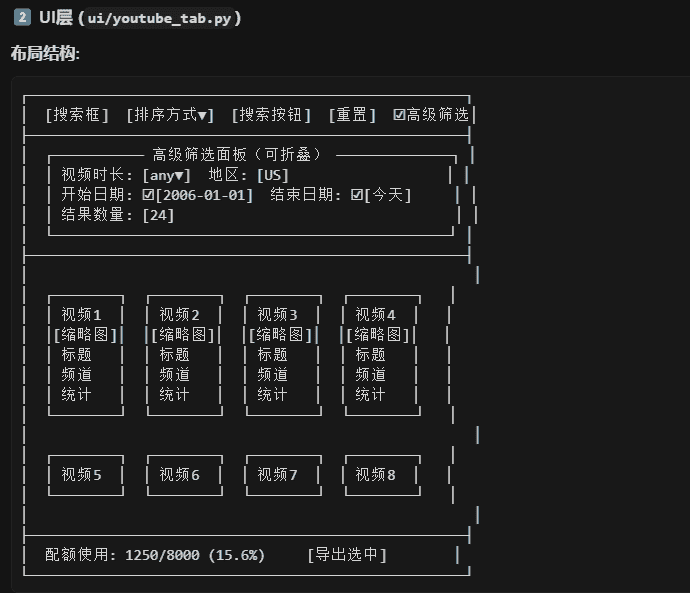 2 UI层 (ui/youtube_tab.py)
布局结构:
[搜索框] [排序方式▼] [搜索按钮] [重置] ☑高级筛选
高级筛选面板（可折叠）
视频时长: [any▼] 地区: [US]
开始日期: ☑[2006-01-01] 结束日期: ☑[今天]
结果数量: [24]
视频1 视频2 视频3 视频4
[缩略图] [缩略图] [缩略图] [缩略图]
标题 标题 标题 标题
频道 频道 频道 频道
统计 统计 统计 统计
视频5 视频6 视频7 视频8
配额使用: 1250/8000 (15.6%) [导出选中]